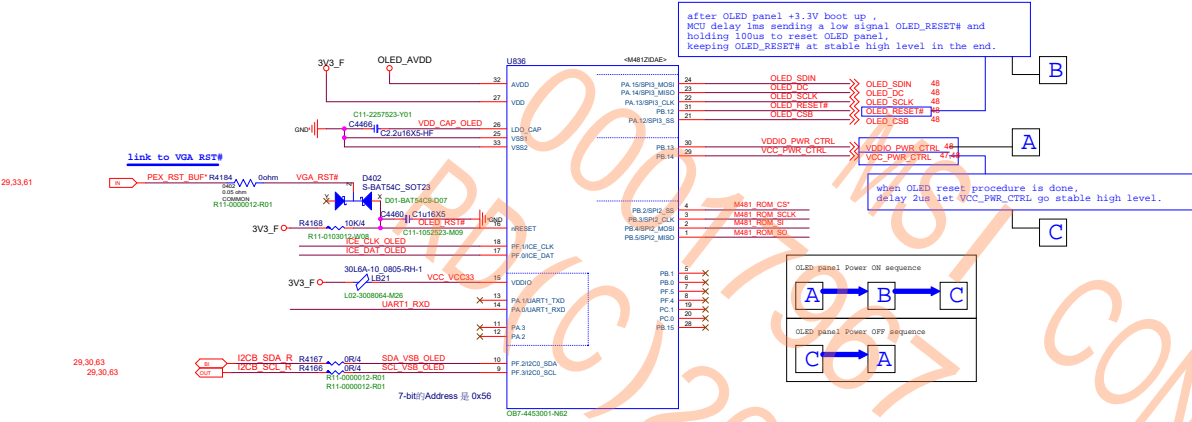 after OLED panel +3.3V boot up ,
MCU delay 1ms sending a low signal OLED_RESET# and
holding 100us to reset OLED panel,
keeping OLED_RESET# at stable high level in the end.
B
3V3_F
OLED_AVDD
U836
<M481ZIDAE>
32 AVDD
27 VDD
C11-2257523-Y01
GND C4466 VDD_CAP_OLED 26 LDO_CAP
C2.2u16X5-HF 25 VSS1
33 VSS2
PA.15/SPI3_MOSI 24 OLED_SDIN OLED_SDIN 48
PA.14/SPI3_MISO 23 OLED_DC OLED_DC 48
PA.13/SPI3_CLK 22 OLED_SCLK OLED_SCLK 48
PB.12 31 OLED_RESET# OLED_RESET# 48
PA.12/SPI3_SS 21 OLED_CSB OLED_CSB 48
PB.13 30 VDDIO_PWR_CTRL VDDIO_PWR_CTRL 48
PB.14 29 VCC_PWR_CTRL VCC_PWR_CTRL 47,48
A
when OLED reset procedure is done,
delay 2us let VCC_PWR_CTRL go stable high level.
C
link to VGA RST#
29,33,61 IN PEX_RST_BUF* R4184 0ohm VGA_RST#
0402
0.05 ohm
COMMON
R11-0000012-R01
D402
S-BAT54C_SOT23
D01-BAT54C9-D07
C4460 C1u16X5 GND
OLED_RST# 16 nRESET
C11-1052523-M09
3V3_F R4168 10K/4
R11-0103012-W08
ICE_CLK_OLED 18 PF.1/ICE_CLK
ICE_DAT_OLED 17 PF.0/ICE_DAT
30L6A-10_0805-RH-1
3V3_F LB21 VCC_VCC33 15 VDDIO
L02-3008064-M26
13 PA.1/UART1_TXD
UART1_RXD 14 PA.0/UART1_RXD
11 PA.3
12 PA.2
PB.2/SPI2_SS 4 M481_ROM_CS*
PB.3/SPI2_CLK 3 M481_ROM_SCLK
PB.4/SPI2_MOSI 2 M481_ROM_SI
PB.5/SPI2_MISO 1 M481_ROM_SO
PB.1 5
PB.0 6
PF.5 7
PF.4 8
PC.1 19
PC.0 20
PB.15 28
OLED panel Power ON sequence
A B C
OLED panel Power OFF sequence
C A
29,30,63 BI I2CB_SDA_R R4167 0R/4 SDA_VSB_OLED 10 PF.2/I2C0_SDA
29,30,63 OUT I2CB_SCL_R R4166 0R/4 SCL_VSB_OLED 9 PF.3/I2C0_SCL
R11-0000012-R01
R11-0000012-R01
7-bit的Address 是 0x56
OB7-4453001-N62